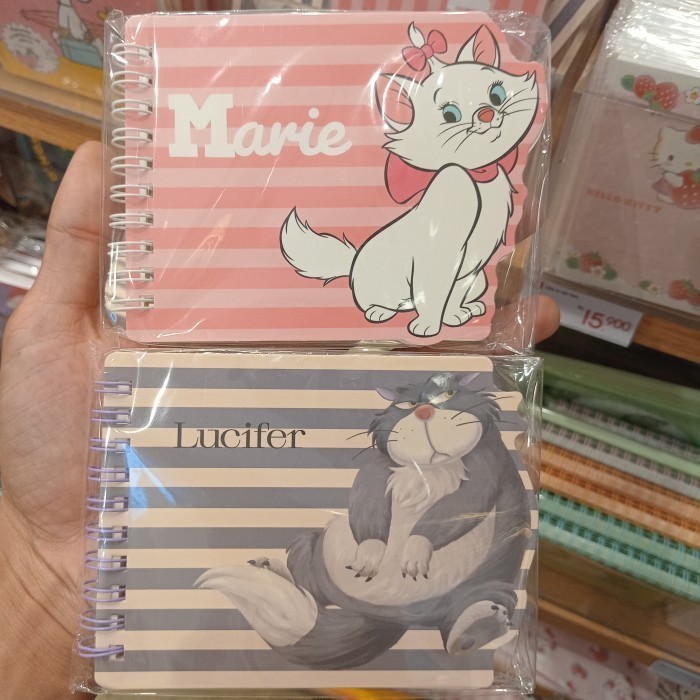 Marie
HELLO KITTY
15,900
Lucifer